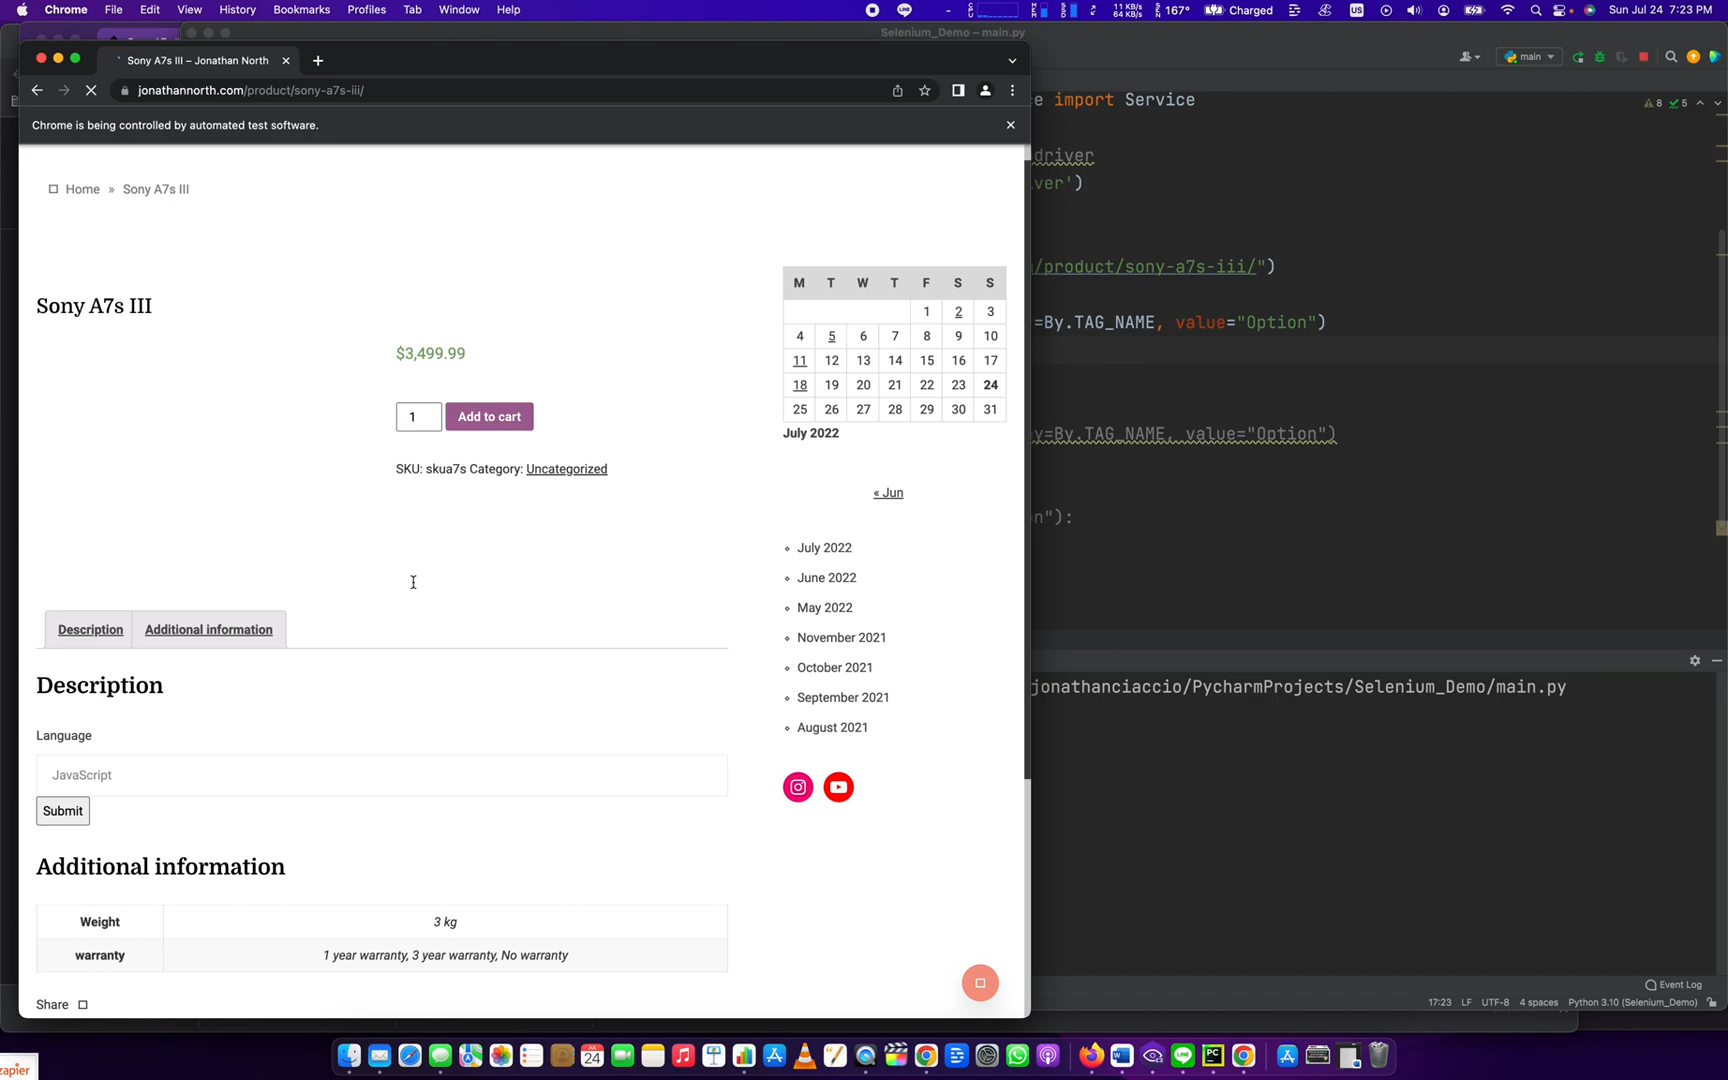 Chrome File Edit View History Bookmarks Profiles Tab Window Help
11 KB/s
64 KB/s
167° Charged US Sun Jul 24 7:23 PM
Selenium_Demo – main.py
Sony A7s III – Jonathan North
jonathannorth.com/product/sony-a7s-iii/
Chrome is being controlled by automated test software.
main
8 5
e import Service
driver
ver')
/product/sony-a7s-iii/")
=By.TAG_NAME, value="Option")
y=By.TAG_NAME, value="Option")
n"):
Home » Sony A7s III
Sony A7s III
$3,499.99
1 Add to cart
SKU: skua7s Category: Uncategorized
Description Additional information
Description
Language
JavaScript
Submit
Additional information
Weight 3 kg
warranty 1 year warranty, 3 year warranty, No warranty
Share
M T W T F S S
1 2 3
4 5 6 7 8 9 10
11 12 13 14 15 16 17
18 19 20 21 22 23 24
25 26 27 28 29 30 31
July 2022
« Jun
July 2022
June 2022
May 2022
November 2021
October 2021
September 2021
August 2021
jonathanciaccio/PycharmProjects/Selenium_Demo/main.py
Event Log
17:23 LF UTF-8 4 spaces Python 3.10 (Selenium_Demo)
zapier